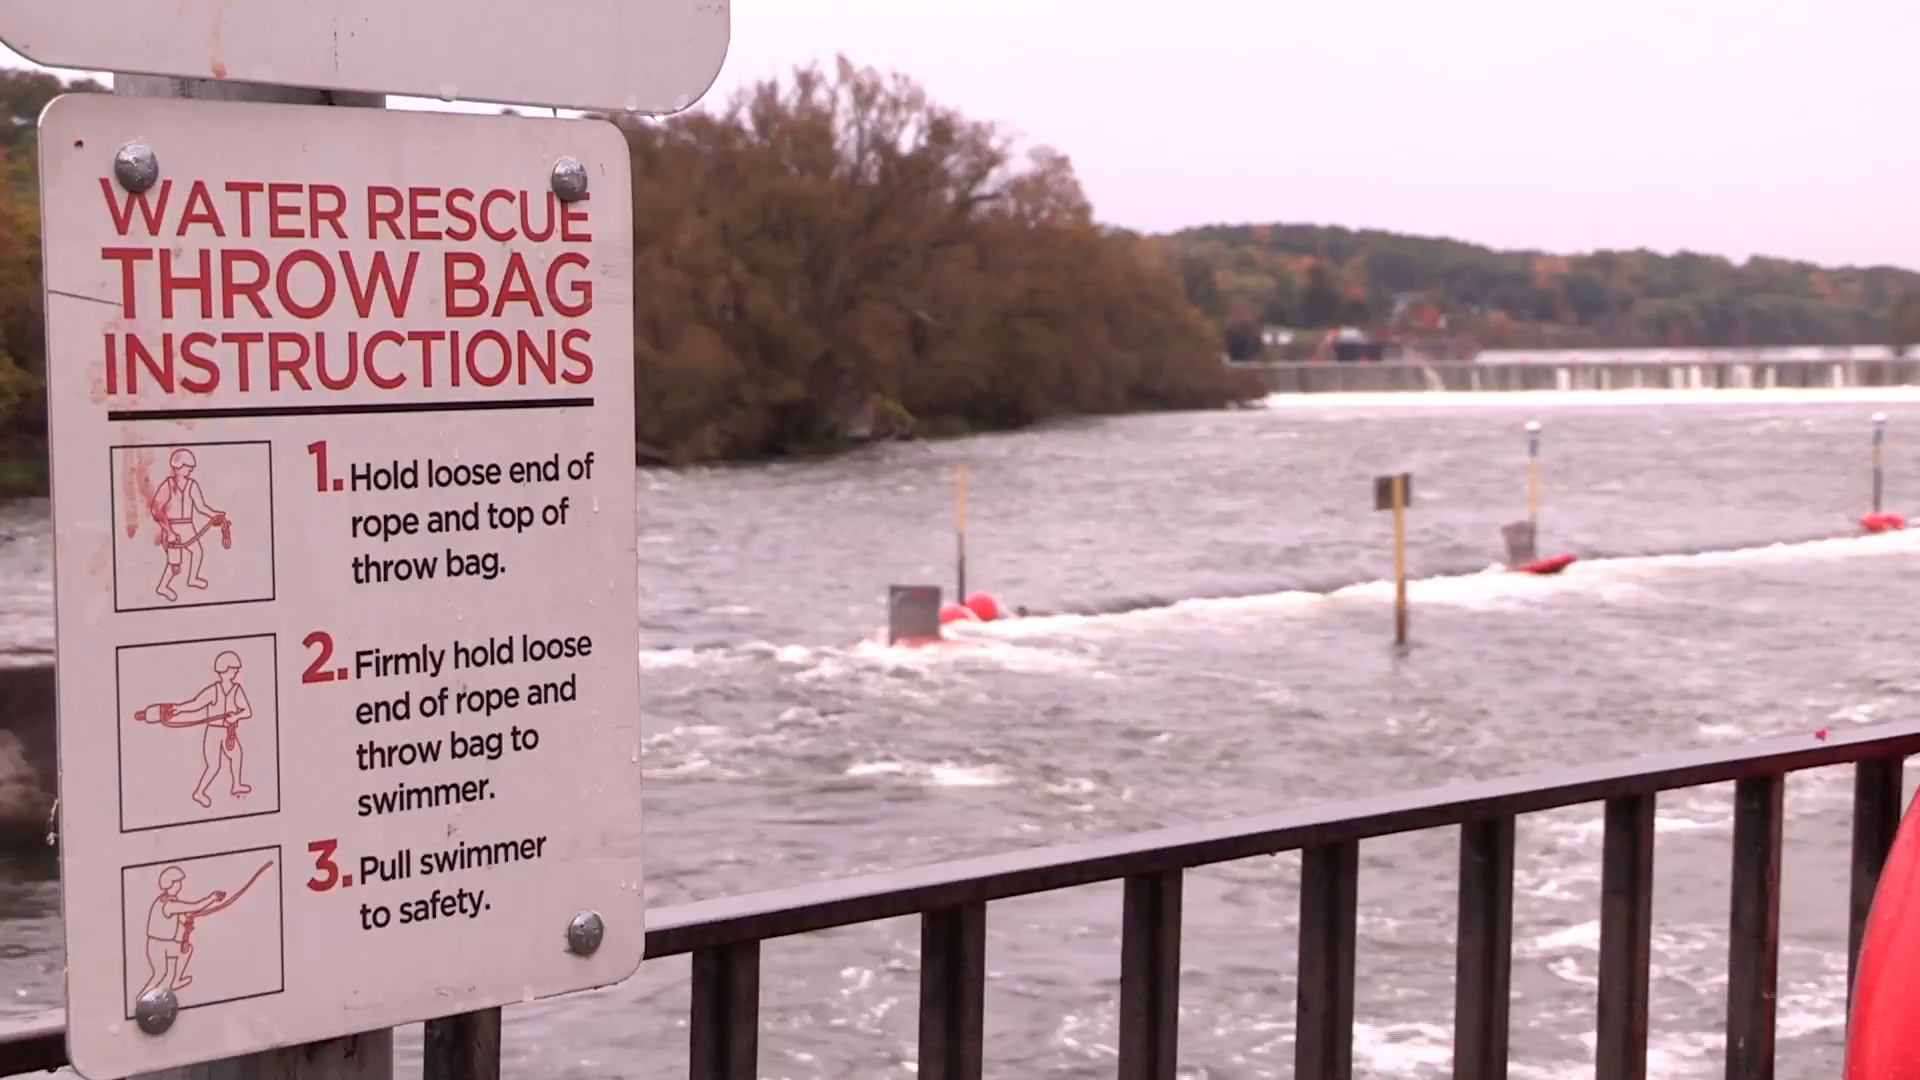 WATER RESCUE
THROW BAG
INSTRUCTIONS
1. Hold loose end of
rope and top of
throw bag.
2. Firmly hold loose
end of rope and
throw bag to
swimmer.
3. Pull swimmer
to safety.